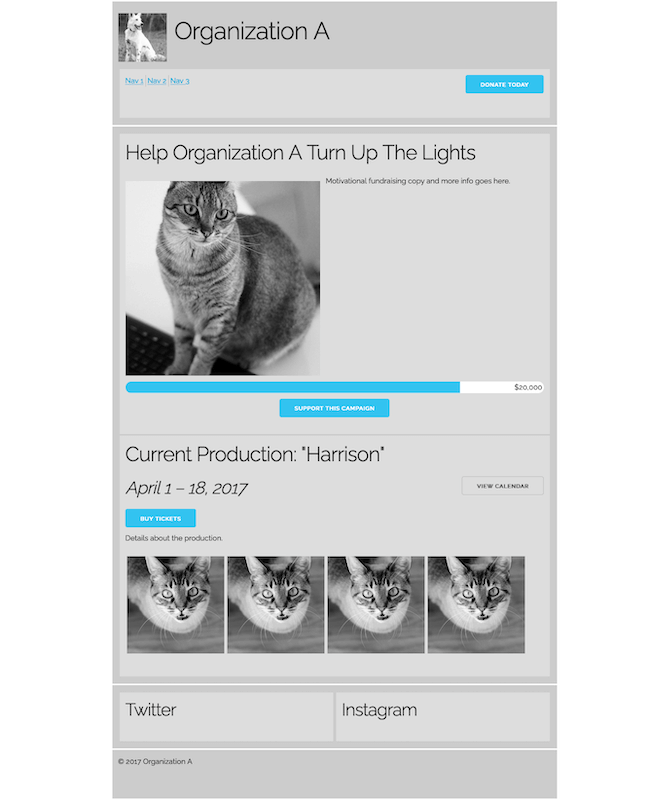 Organization A
Nav 1 Nav 2 Nav 3
DONATE TODAY
Help Organization A Turn Up The Lights
Motivational fundraising copy and more info goes here.
$20,000
SUPPORT THIS CAMPAIGN
Current Production: "Harrison"
April 1 – 18, 2017
VIEW CALENDAR
BUY TICKETS
Details about the production.
Twitter
Instagram
© 2017 Organization A